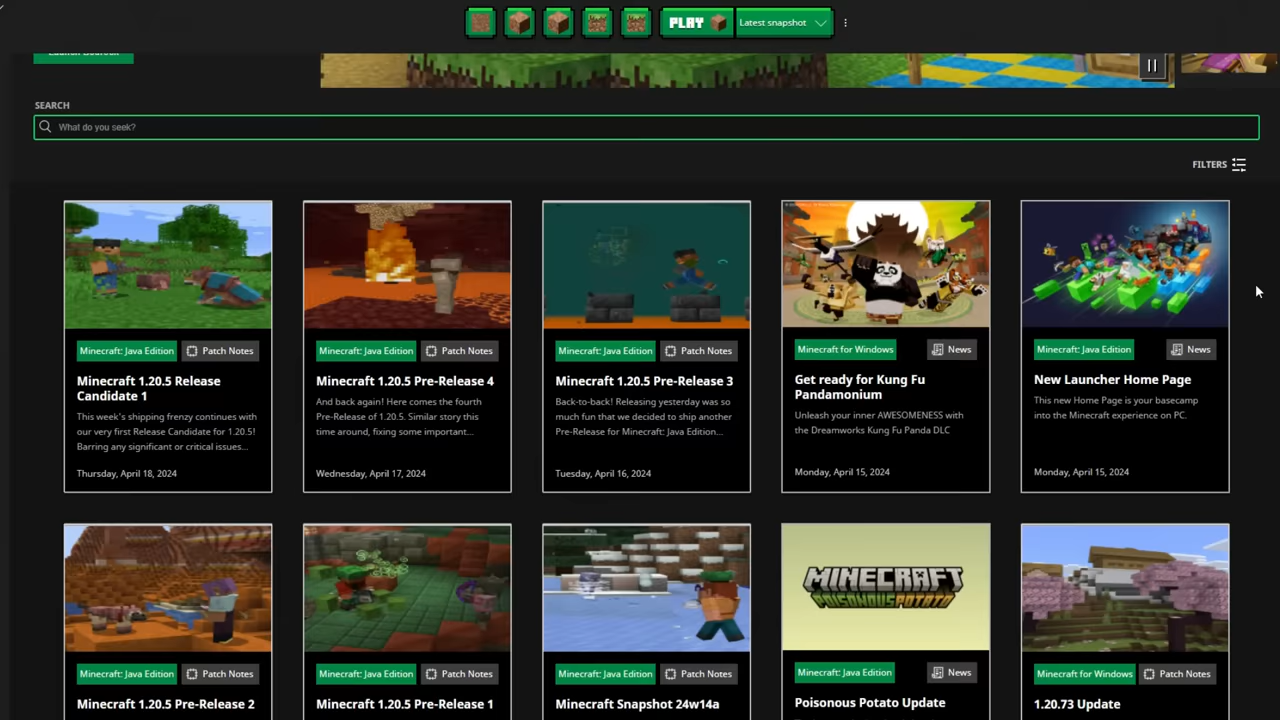 PLAY
Latest snapshot
SEARCH
What do you seek?
FILTERS
Minecraft: Java Edition
Patch Notes
Minecraft 1.20.5 Release
Candidate 1
This week's shipping frenzy continues with
our very first Release Candidate for 1.20.5!
Barring any significant or critical issues...
Thursday, April 18, 2024
Minecraft: Java Edition
Patch Notes
Minecraft 1.20.5 Pre-Release 4
And back again! Here comes the fourth
Pre-Release of 1.20.5. Similar story this
time around, fixing some important...
Wednesday, April 17, 2024
Minecraft: Java Edition
Patch Notes
Minecraft 1.20.5 Pre-Release 3
Back-to-back! Releasing yesterday was so
much fun that we decided to ship another
Pre-Release for Minecraft: Java Edition...
Tuesday, April 16, 2024
Minecraft for Windows
News
Get ready for Kung Fu
Pandamonium
Unleash your inner AWESOMENESS with
the Dreamworks Kung Fu Panda DLC
Monday, April 15, 2024
Minecraft: Java Edition
News
New Launcher Home Page
This new Home Page is your basecamp
into the Minecraft experience on PC.
Monday, April 15, 2024
Minecraft: Java Edition
Patch Notes
Minecraft 1.20.5 Pre-Release 2
Minecraft: Java Edition
Patch Notes
Minecraft 1.20.5 Pre-Release 1
Minecraft: Java Edition
Patch Notes
Minecraft Snapshot 24w14a
MINECRAFT
POISONOUS POTATO
Minecraft: Java Edition
News
Poisonous Potato Update
Minecraft for Windows
Patch Notes
1.20.73 Update